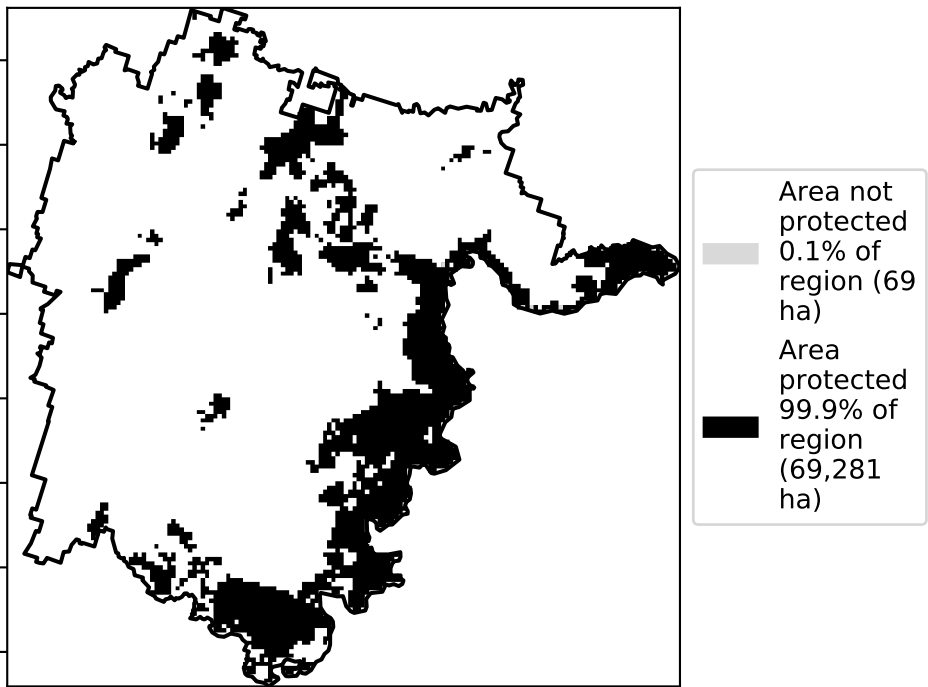 Area not
protected
0.1% of
region (69
ha)
Area
protected
99.9% of
region
(69,281
ha)